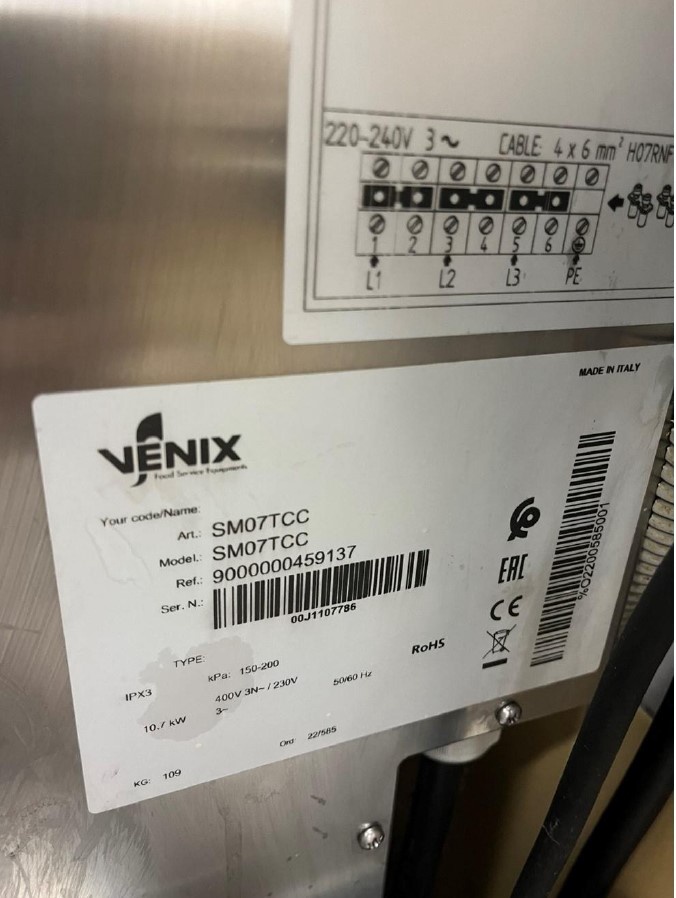 220-240V 3~ CABLE: 4 x 6 mm² H07RNF
1 2 3 4 5 6
L1 L2 L3 PE
MADE IN ITALY
VENIX
Food Service Equipments
Your code/Name:
Art.: SM07TCC
Model.: SM07TCC
Ref.: 9000000459137
Ser. N.:
00J1107786
%O2200585001
EAC
CE
RoHS
TYPE:
IPX3 kPa: 150-200
10.7 kW 400V 3N~ / 230V 3~ 50/60 Hz
Ord: 22/585
KG: 109